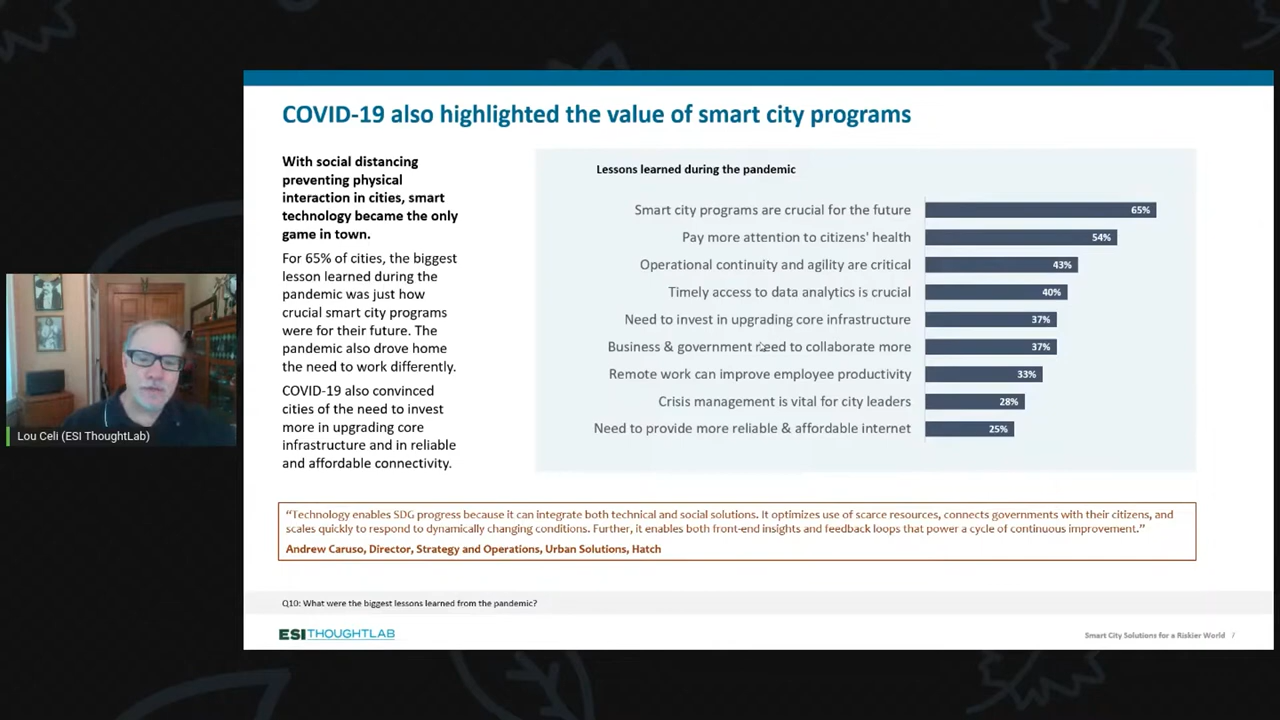 COVID-19 also highlighted the value of smart city programs
With social distancing
preventing physical
interaction in cities, smart
technology became the only
game in town.
For 65% of cities, the biggest
lesson learned during the
pandemic was just how
crucial smart city programs
were for their future. The
pandemic also drove home
the need to work differently.
COVID-19 also convinced
cities of the need to invest
more in upgrading core
infrastructure and in reliable
and affordable connectivity.
Lessons learned during the pandemic
Smart city programs are crucial for the future 65%
Pay more attention to citizens' health 54%
Operational continuity and agility are critical 43%
Timely access to data analytics is crucial 40%
Need to invest in upgrading core infrastructure 37%
Business & government need to collaborate more 37%
Remote work can improve employee productivity 33%
Crisis management is vital for city leaders 28%
Need to provide more reliable & affordable internet 25%
“Technology enables SDG progress because it can integrate both technical and social solutions. It optimizes use of scarce resources, connects governments with their citizens, and
scales quickly to respond to dynamically changing conditions. Further, it enables both front-end insights and feedback loops that power a cycle of continuous improvement.”
Andrew Caruso, Director, Strategy and Operations, Urban Solutions, Hatch
Q10: What were the biggest lessons learned from the pandemic?
ESITHOUGHTLAB
Smart City Solutions for a Riskier World / 7
Lou Celi (ESI ThoughtLab)